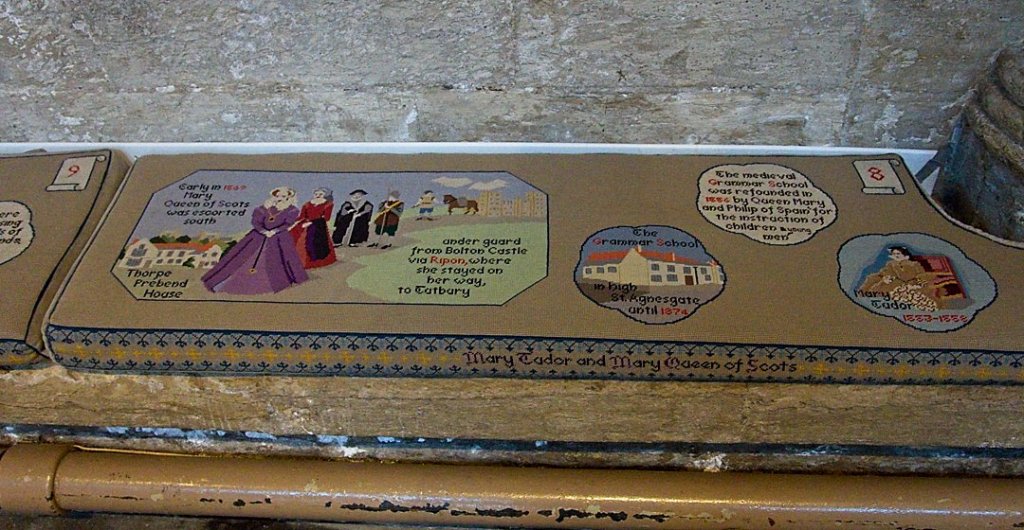 9
Early in 1569
Mary
Queen of Scots
was escorted
south
under guard
from Bolton Castle
via Ripon, where
she stayed on
her way,
to Tutbury
Thorpe
Prebend
House
The medieval
Grammar School
was refounded in
by Queen Mary
and Philip of Spain for
the instruction of
children & young
men
8
The
Grammar School
in high
St. Agnesgate
until 1874
Mary
Tudor
Mary Tudor and Mary Queen of Scots